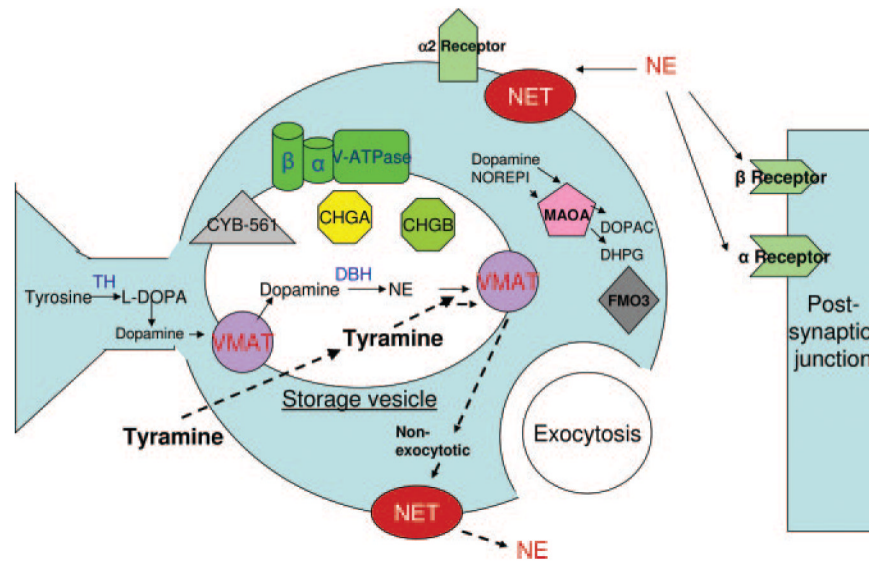 α2 Receptor
NE
NET
β
α
V-ATPase
Dopamine
NOREPI
β Receptor
CYB-561
CHGA
CHGB
MAOA
DOPAC
DHPG
α Receptor
TH
DBH
VMAT
Tyrosine
L-DOPA
Dopamine
NE
FMO3
Post-
synaptic
junction
Dopamine
VMAT
Tyramine
Storage vesicle
Tyramine
Non-
exocytotic
Exocytosis
NET
NE